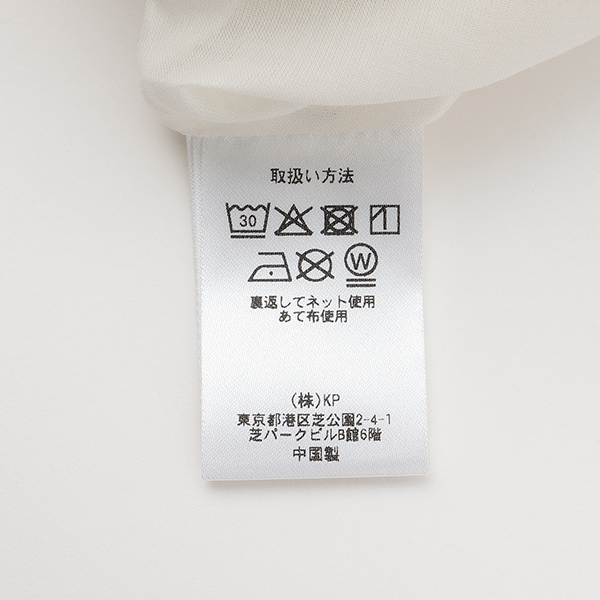 取扱い方法
30
W
裏返してネット使用
あて布使用
(株)KP
東京都港区芝公園2-4-1
芝パークビルB館6階
中国製